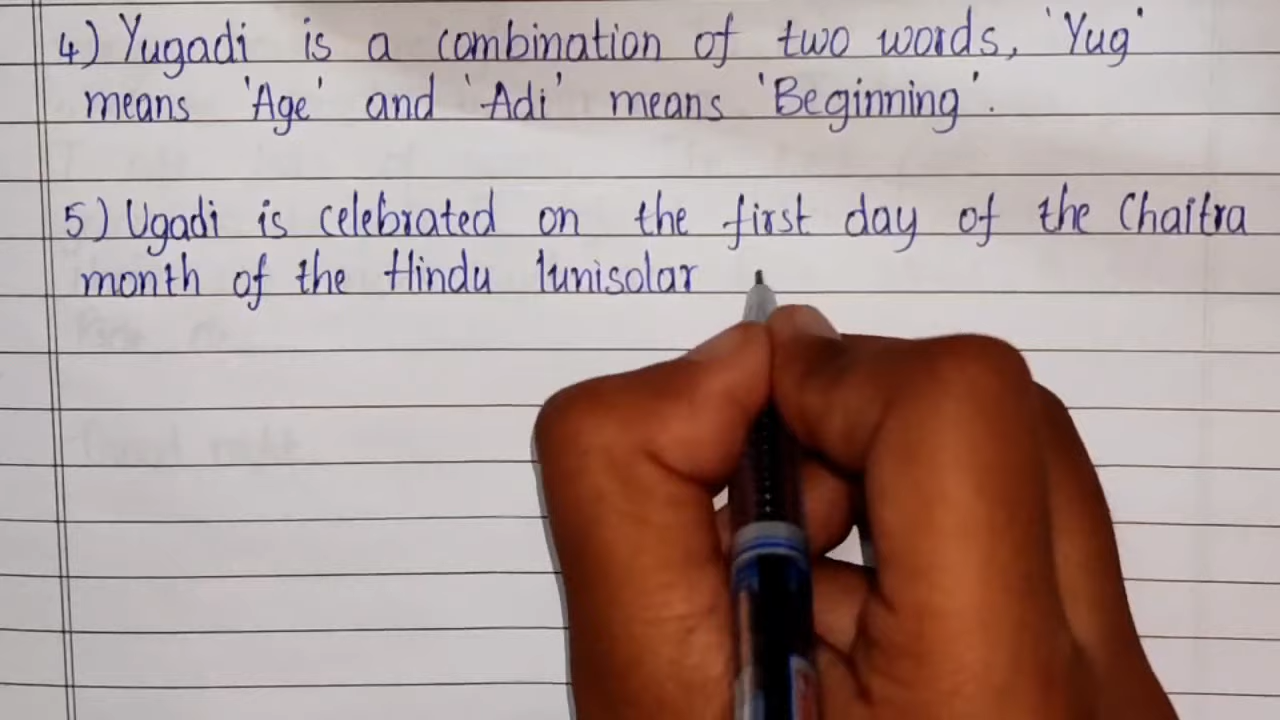 4) Yugadi is a combination of two words, 'Yug'
means 'Age' and 'Adi' means 'Beginning'.
5) Ugadi is celebrated on the first day of the Chaitra
month of the Hindu lunisolar